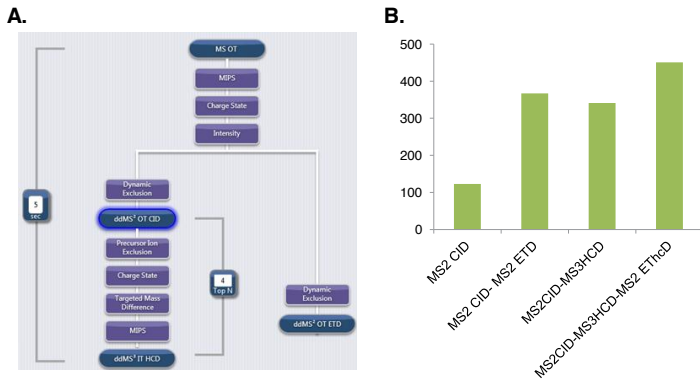 A.
MS OT
MIPS
Charge State
Intensity
Dynamic
Exclusion
ddMS² OT CID
Precursor Ion
Exclusion
Charge State
Targeted Mass
Difference
MIPS
ddMS³ IT HCD
5
sec
4
Top N
Dynamic
Exclusion
ddMS² OT ETD
B.
500
400
300
200
100
0
MS2 CID
MS2 CID- MS2 ETD
MS2CID-MS3HCD
MS2CID-MS3HCD-MS2 EThcD